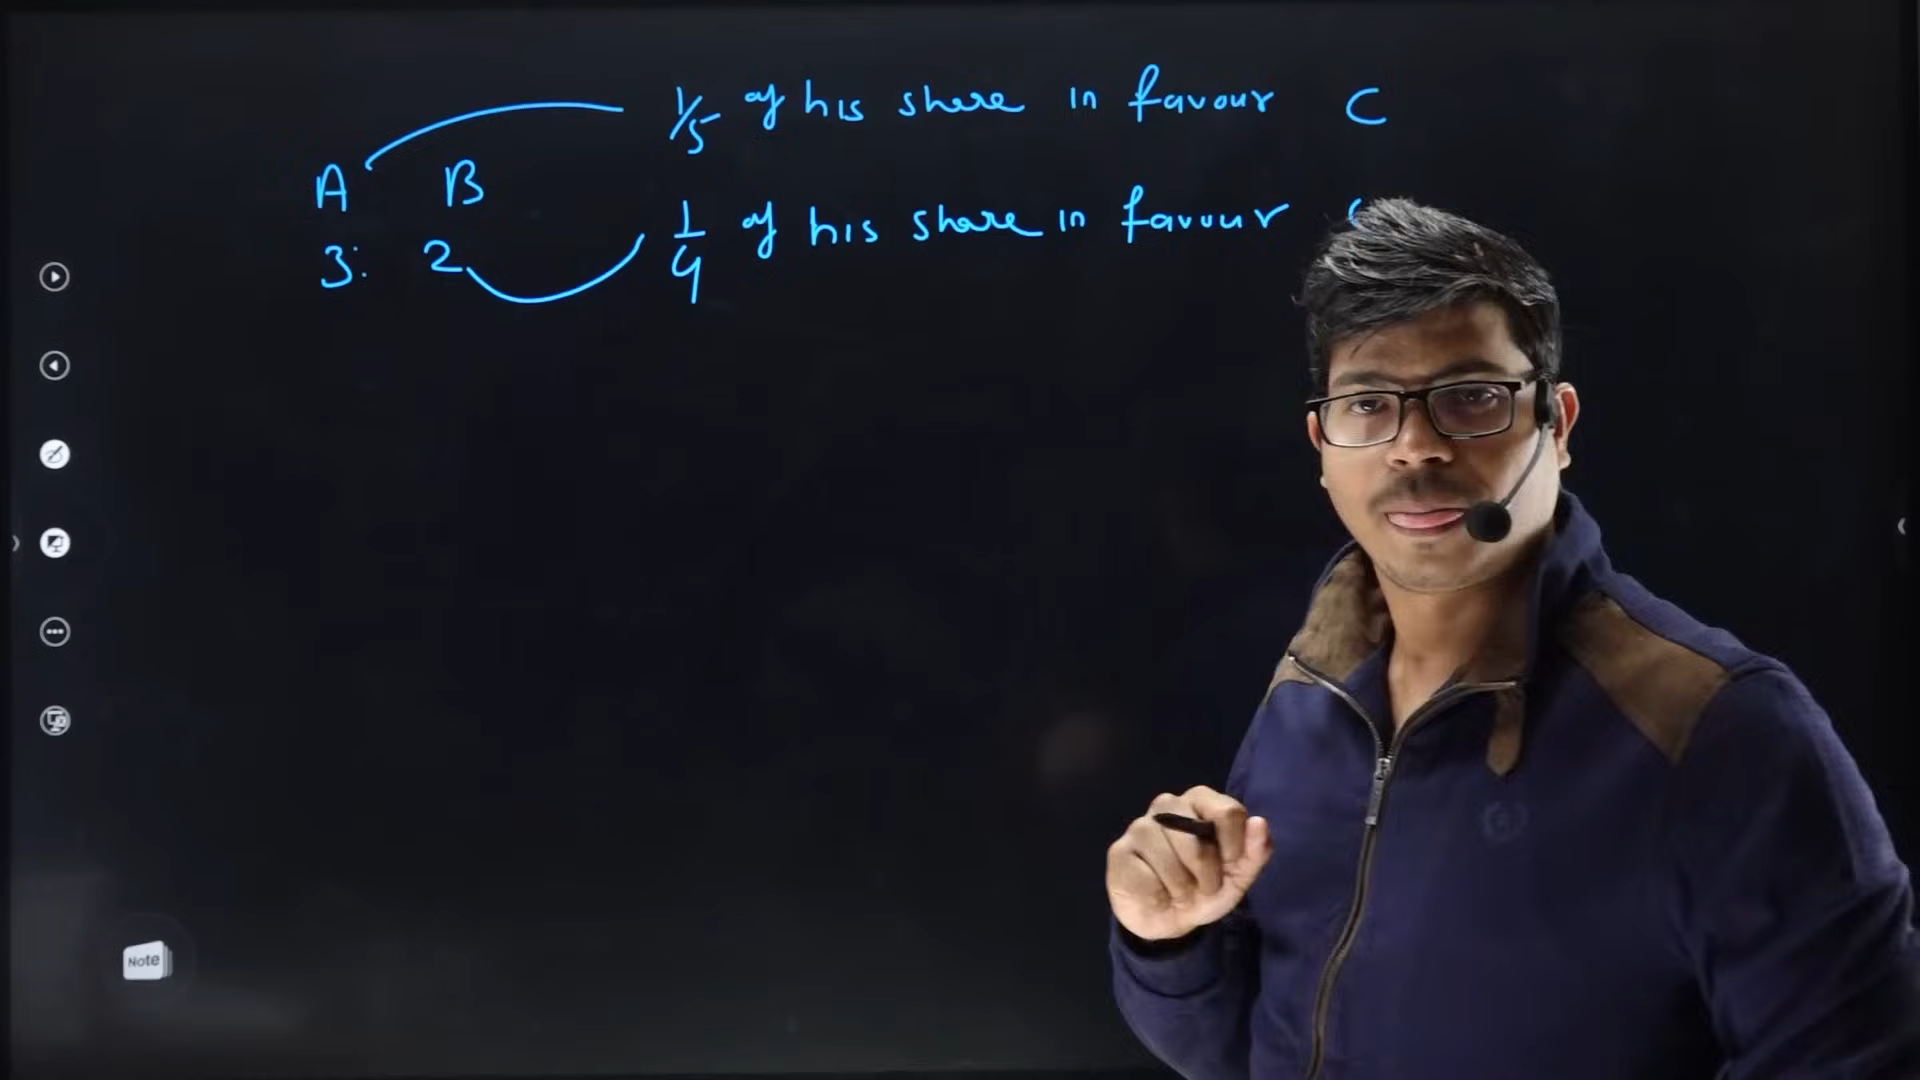 1/5 of his share in favour C
A B
1/4 of his share in favour
3: 2
Note